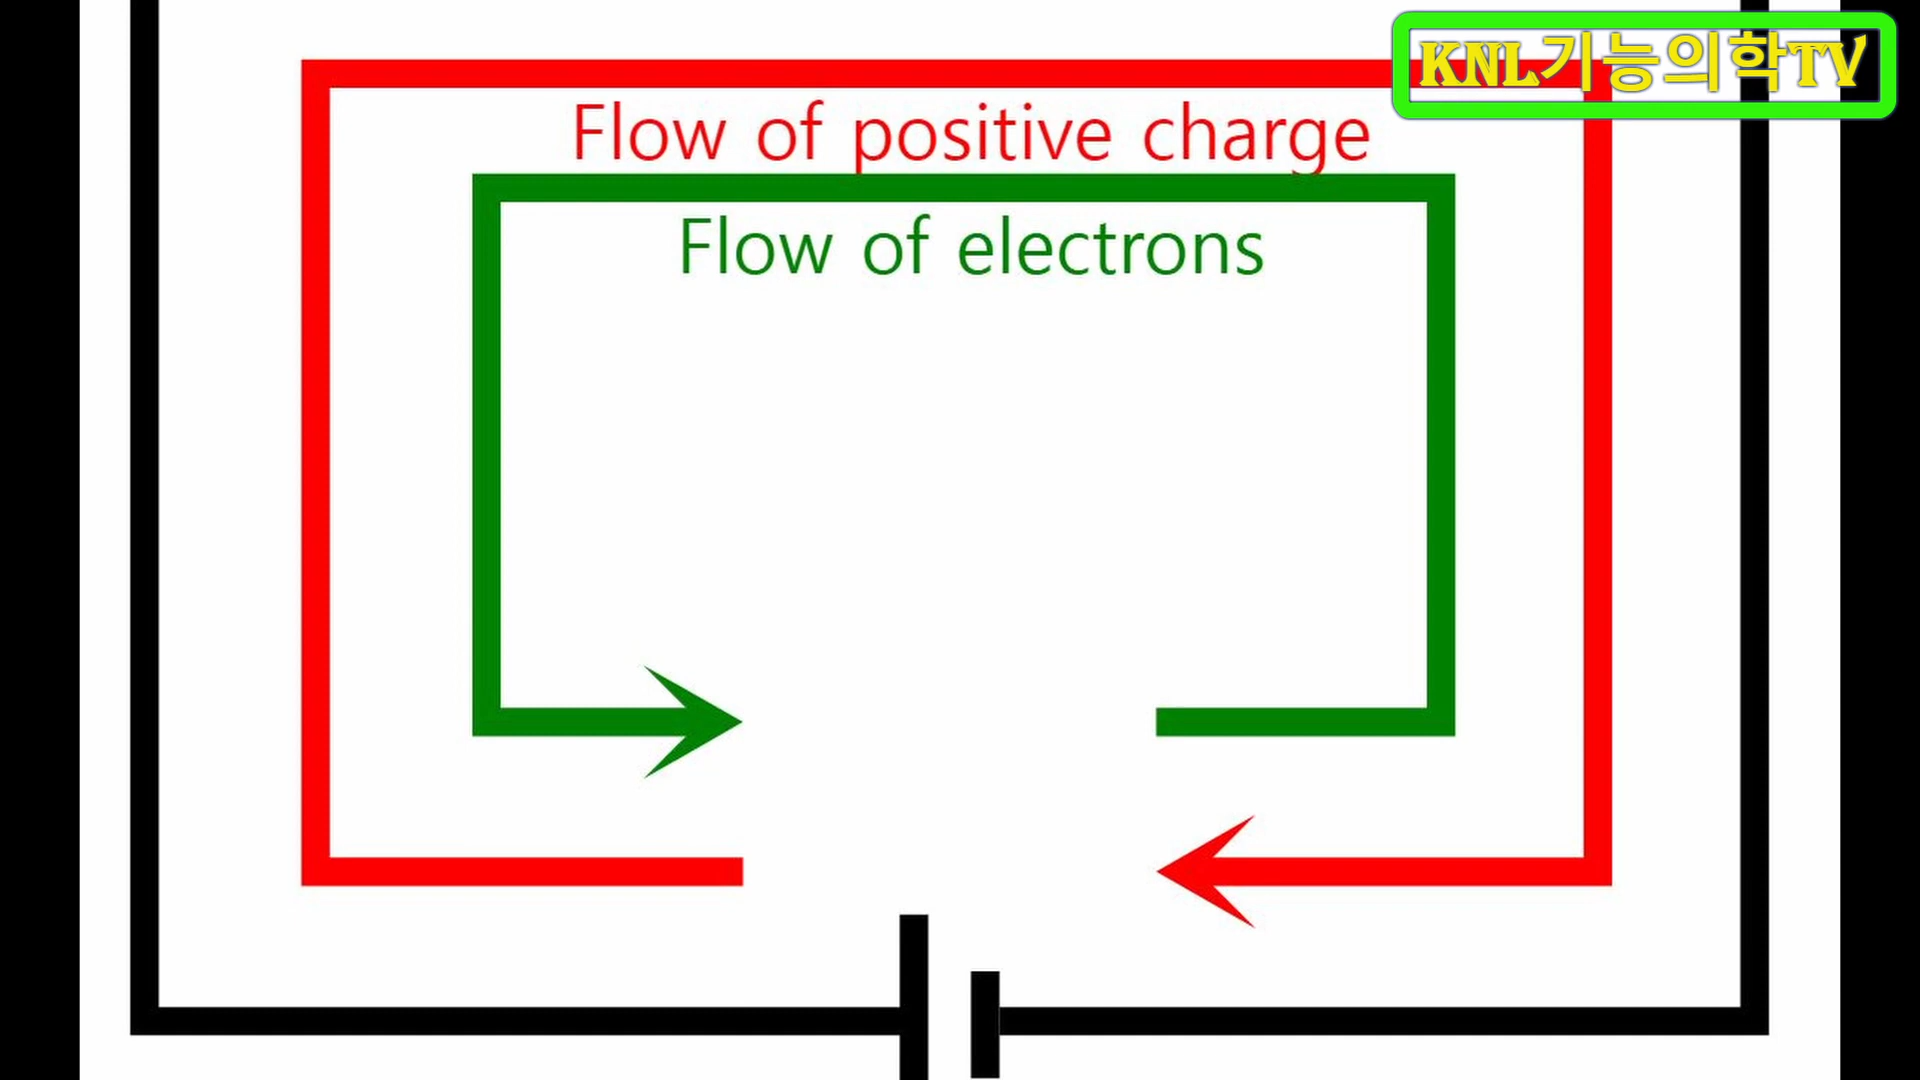 KNL기능의학TV
Flow of positive charge
Flow of electrons